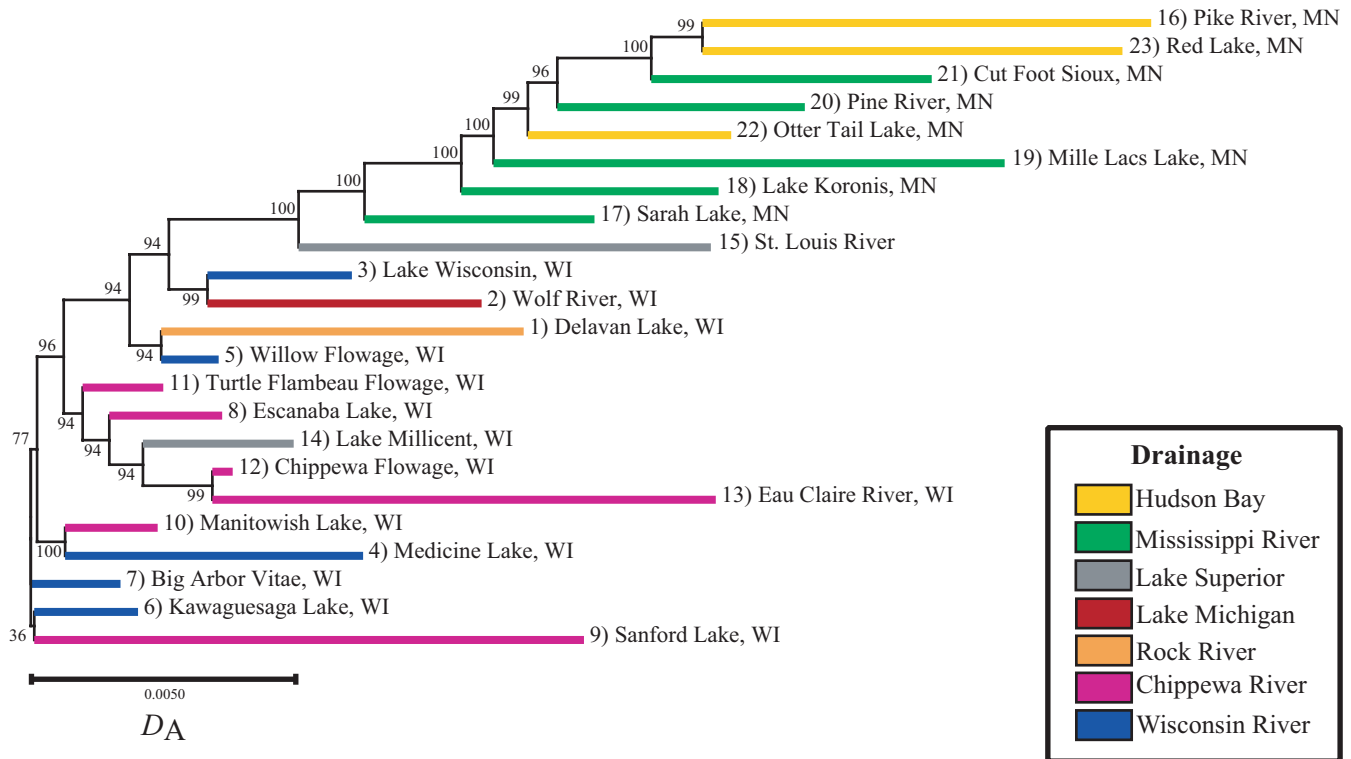 99
16) Pike River, MN
23) Red Lake, MN
100
21) Cut Foot Sioux, MN
96
20) Pine River, MN
99
22) Otter Tail Lake, MN
100
19) Mille Lacs Lake, MN
100
18) Lake Koronis, MN
100
17) Sarah Lake, MN
100
15) St. Louis River
94
3) Lake Wisconsin, WI
99
2) Wolf River, WI
94
1) Delavan Lake, WI
94
5) Willow Flowage, WI
96
11) Turtle Flambeau Flowage, WI
94
8) Escanaba Lake, WI
94
14) Lake Millicent, WI
94
12) Chippewa Flowage, WI
99
13) Eau Claire River, WI
77
10) Manitowish Lake, WI
100
4) Medicine Lake, WI
7) Big Arbor Vitae, WI
6) Kawaguesaga Lake, WI
36
9) Sanford Lake, WI
0.0050
DA
Drainage
Hudson Bay
Mississippi River
Lake Superior
Lake Michigan
Rock River
Chippewa River
Wisconsin River